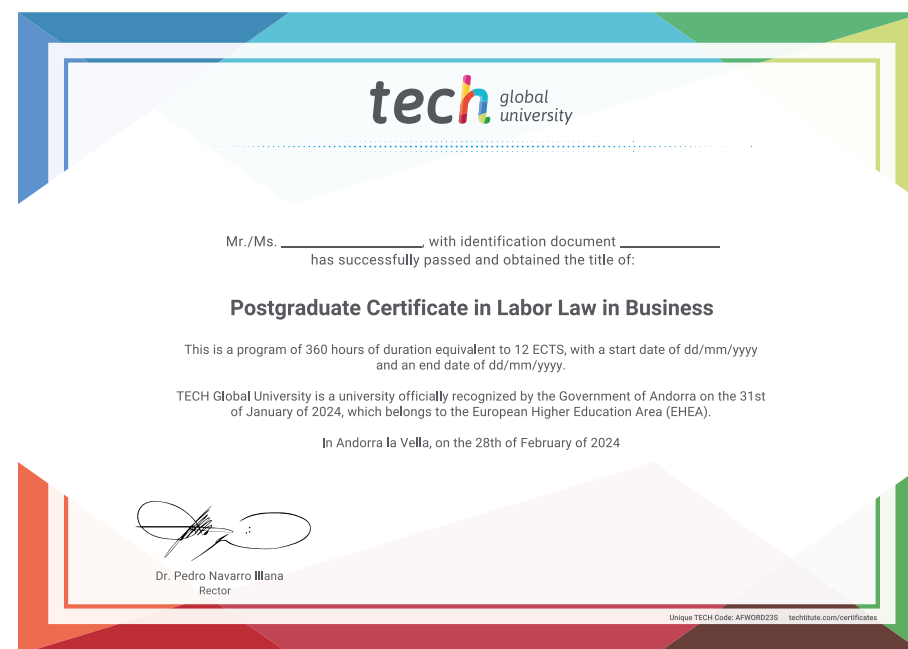 tech global university
Mr./Ms. ____________, with identification document ____________
has successfully passed and obtained the title of:
Postgraduate Certificate in Labor Law in Business
This is a program of 360 hours of duration equivalent to 12 ECTS, with a start date of dd/mm/yyyy
and an end date of dd/mm/yyyy.
TECH Global University is a university officially recognized by the Government of Andorra on the 31st
of January of 2024, which belongs to the European Higher Education Area (EHEA).
In Andorra la Vella, on the 28th of February of 2024
Dr. Pedro Navarro Illana
Rector
Unique TECH Code: AFWORD23S techtitute.com/certificates